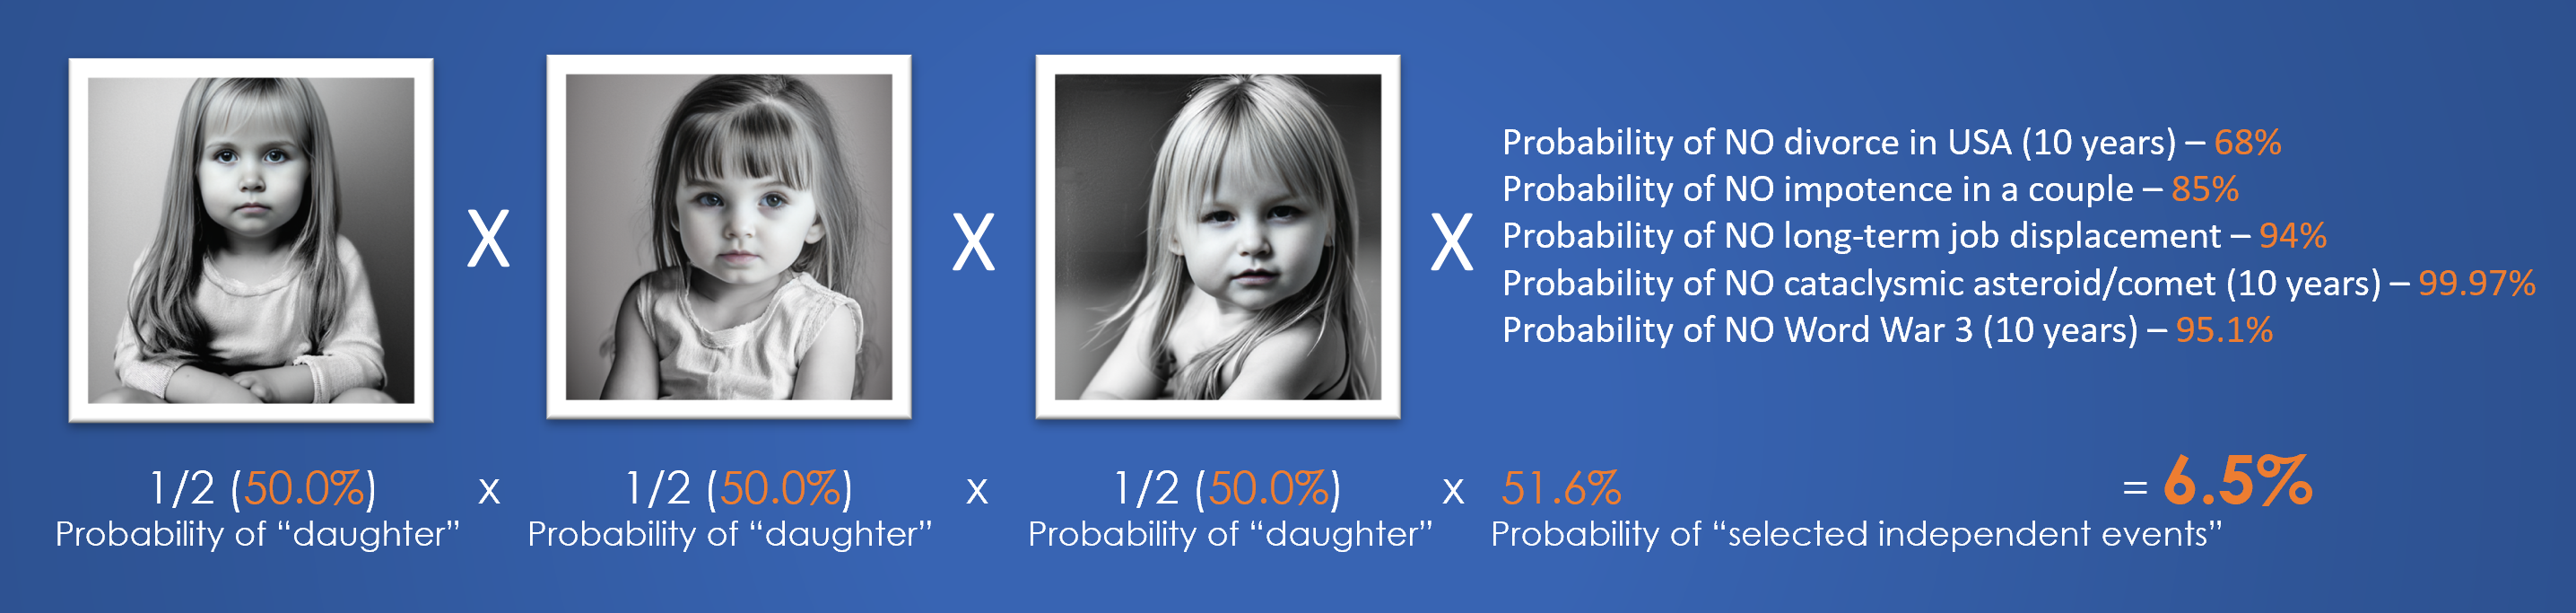 X
X
X
Probability of NO divorce in USA (10 years) – 68%
Probability of NO impotence in a couple – 85%
Probability of NO long-term job displacement – 94%
Probability of NO cataclysmic asteroid/comet (10 years) – 99.97%
Probability of NO Word War 3 (10 years) – 95.1%
1/2 (50.0%) x 1/2 (50.0%) x 1/2 (50.0%) x 51.6% = 6.5%
Probability of “daughter” Probability of “daughter” Probability of “daughter” Probability of “selected independent events”